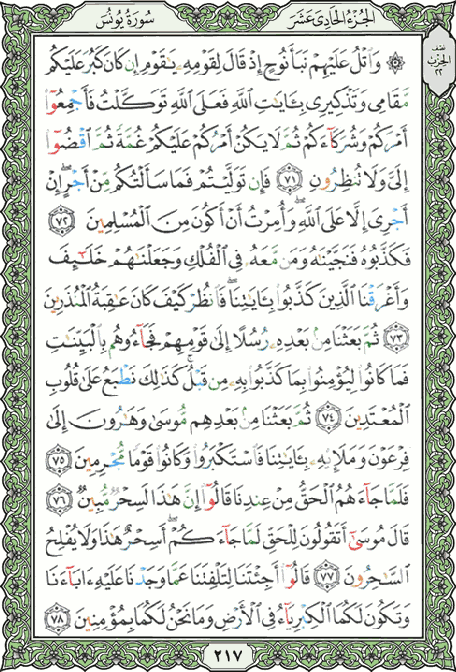 سُورَةُ يُونُسَ
الجُزْءُ الحَادِي عَشَرَ
نصف الحزب ٢٢
۞ وَاتْلُ عَلَيْهِمْ نَبَأَ نُوحٍ إِذْ قَالَ لِقَوْمِهِۦ يَٰقَوْمِ إِن كَانَ كَبُرَ عَلَيْكُم
مَّقَامِى وَتَذْكِيرِى بِـَٔايَٰتِ ٱللَّهِ فَعَلَى ٱللَّهِ تَوَكَّلْتُ فَأَجْمِعُوٓا۟
أَمْرَكُمْ وَشُرَكَآءَكُمْ ثُمَّ لَا يَكُنْ أَمْرُكُمْ عَلَيْكُمْ غُمَّةً ثُمَّ ٱقْضُوٓا۟
إِلَىَّ وَلَا تُنظِرُونِ ٧١ فَإِن تَوَلَّيْتُمْ فَمَا سَأَلْتُكُم مِّنْ أَجْرٍ ۖ إِنْ
أَجْرِىَ إِلَّا عَلَى ٱللَّهِ ۖ وَأُمِرْتُ أَنْ أَكُونَ مِنَ ٱلْمُسْلِمِينَ ٧٢
فَكَذَّبُوهُ فَنَجَّيْنَٰهُ وَمَن مَّعَهُۥ فِى ٱلْفُلْكِ وَجَعَلْنَٰهُمْ خَلَٰٓئِفَ
وَأَغْرَقْنَا ٱلَّذِينَ كَذَّبُوا۟ بِـَٔايَٰتِنَا ۖ فَٱنظُرْ كَيْفَ كَانَ عَٰقِبَةُ ٱلْمُنذَرِينَ
٧٣ ثُمَّ بَعَثْنَا مِنۢ بَعْدِهِۦ رُسُلًا إِلَىٰ قَوْمِهِمْ فَجَآءُوهُم بِٱلْبَيِّنَٰتِ
فَمَا كَانُوا۟ لِيُؤْمِنُوا۟ بِمَا كَذَّبُوا۟ بِهِۦ مِن قَبْلُ ۚ كَذَٰلِكَ نَطْبَعُ عَلَىٰ قُلُوبِ
ٱلْمُعْتَدِينَ ٧٤ ثُمَّ بَعَثْنَا مِنۢ بَعْدِهِم مُّوسَىٰ وَهَٰرُونَ إِلَىٰ
فِرْعَوْنَ وَمَلَإِي۟هِۦ بِـَٔايَٰتِنَا فَٱسْتَكْبَرُوا۟ وَكَانُوا۟ قَوْمًا مُّجْرِمِينَ ٧٥
فَلَمَّا جَآءَهُمُ ٱلْحَقُّ مِنْ عِندِنَا قَالُوٓا۟ إِنَّ هَٰذَا لَسِحْرٌ مُّبِينٌ ٧٦
قَالَ مُوسَىٰٓ أَتَقُولُونَ لِلْحَقِّ لَمَّا جَآءَكُمْ ۖ أَسِحْرٌ هَٰذَا وَلَا يُفْلِحُ
ٱلسَّٰحِرُونَ ٧٧ قَالُوٓا۟ أَجِئْتَنَا لِتَلْفِتَنَا عَمَّا وَجَدْنَا عَلَيْهِ ءَابَآءَنَا
وَتَكُونَ لَكُمَا ٱلْكِبْرِيَآءُ فِى ٱلْأَرْضِ وَمَا نَحْنُ لَكُمَا بِمُؤْمِنِينَ ٧٨
٢١٧